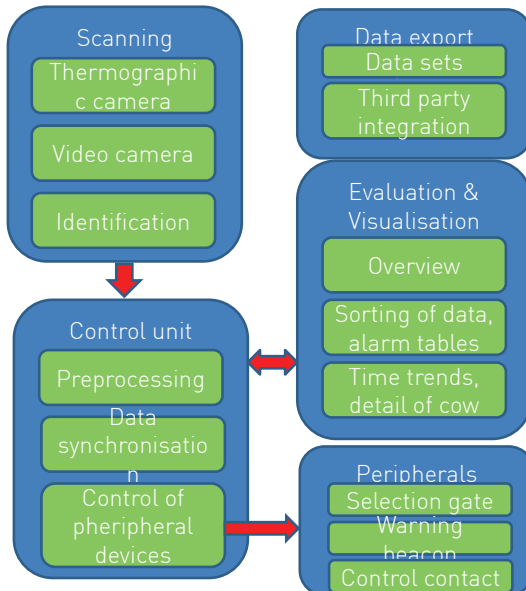 Scanning
Thermographi
c camera
Video camera
Identification
Control unit
Preprocessing
Data
synchronisatio
n
Control of
pheripheral
devices
Data export
Data sets
Third party
integration
Evaluation &
Visualisation
Overview
Sorting of data,
alarm tables
Time trends,
detail of cow
Peripherals
Selection gate
Warning
beacon
Control contact